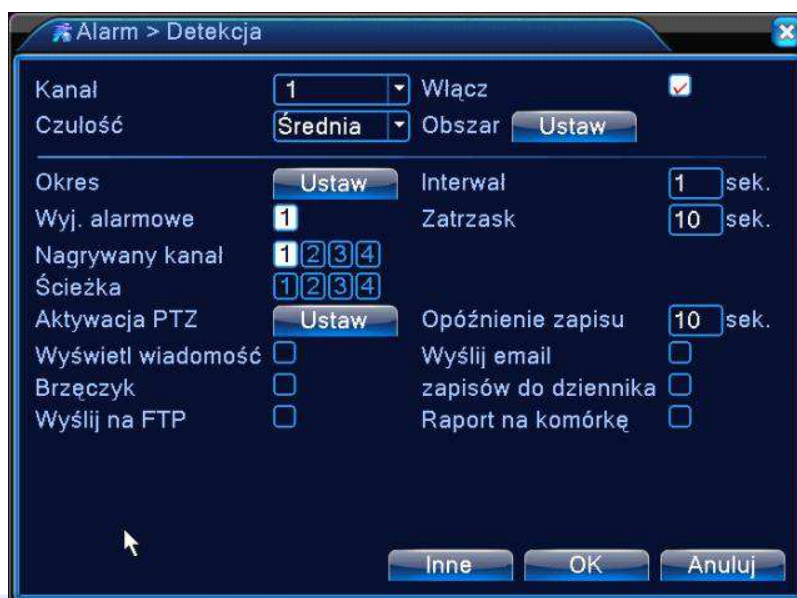 Alarm > Detekcja
Kanał 1 Włącz
Czułość Średnia Obszar Ustaw
Okres Ustaw Interwał 1 sek.
Wyj. alarmowe 1 Zatrzask 10 sek.
Nagrywany kanał 1 2 3 4
Ścieżka 1 2 3 4
Aktywacja PTZ Ustaw Opóźnienie zapisu 10 sek.
Wyświetl wiadomość Wyślij email
Brzęczyk zapisów do dziennika
Wyślij na FTP Raport na komórkę
Inne OK Anuluj